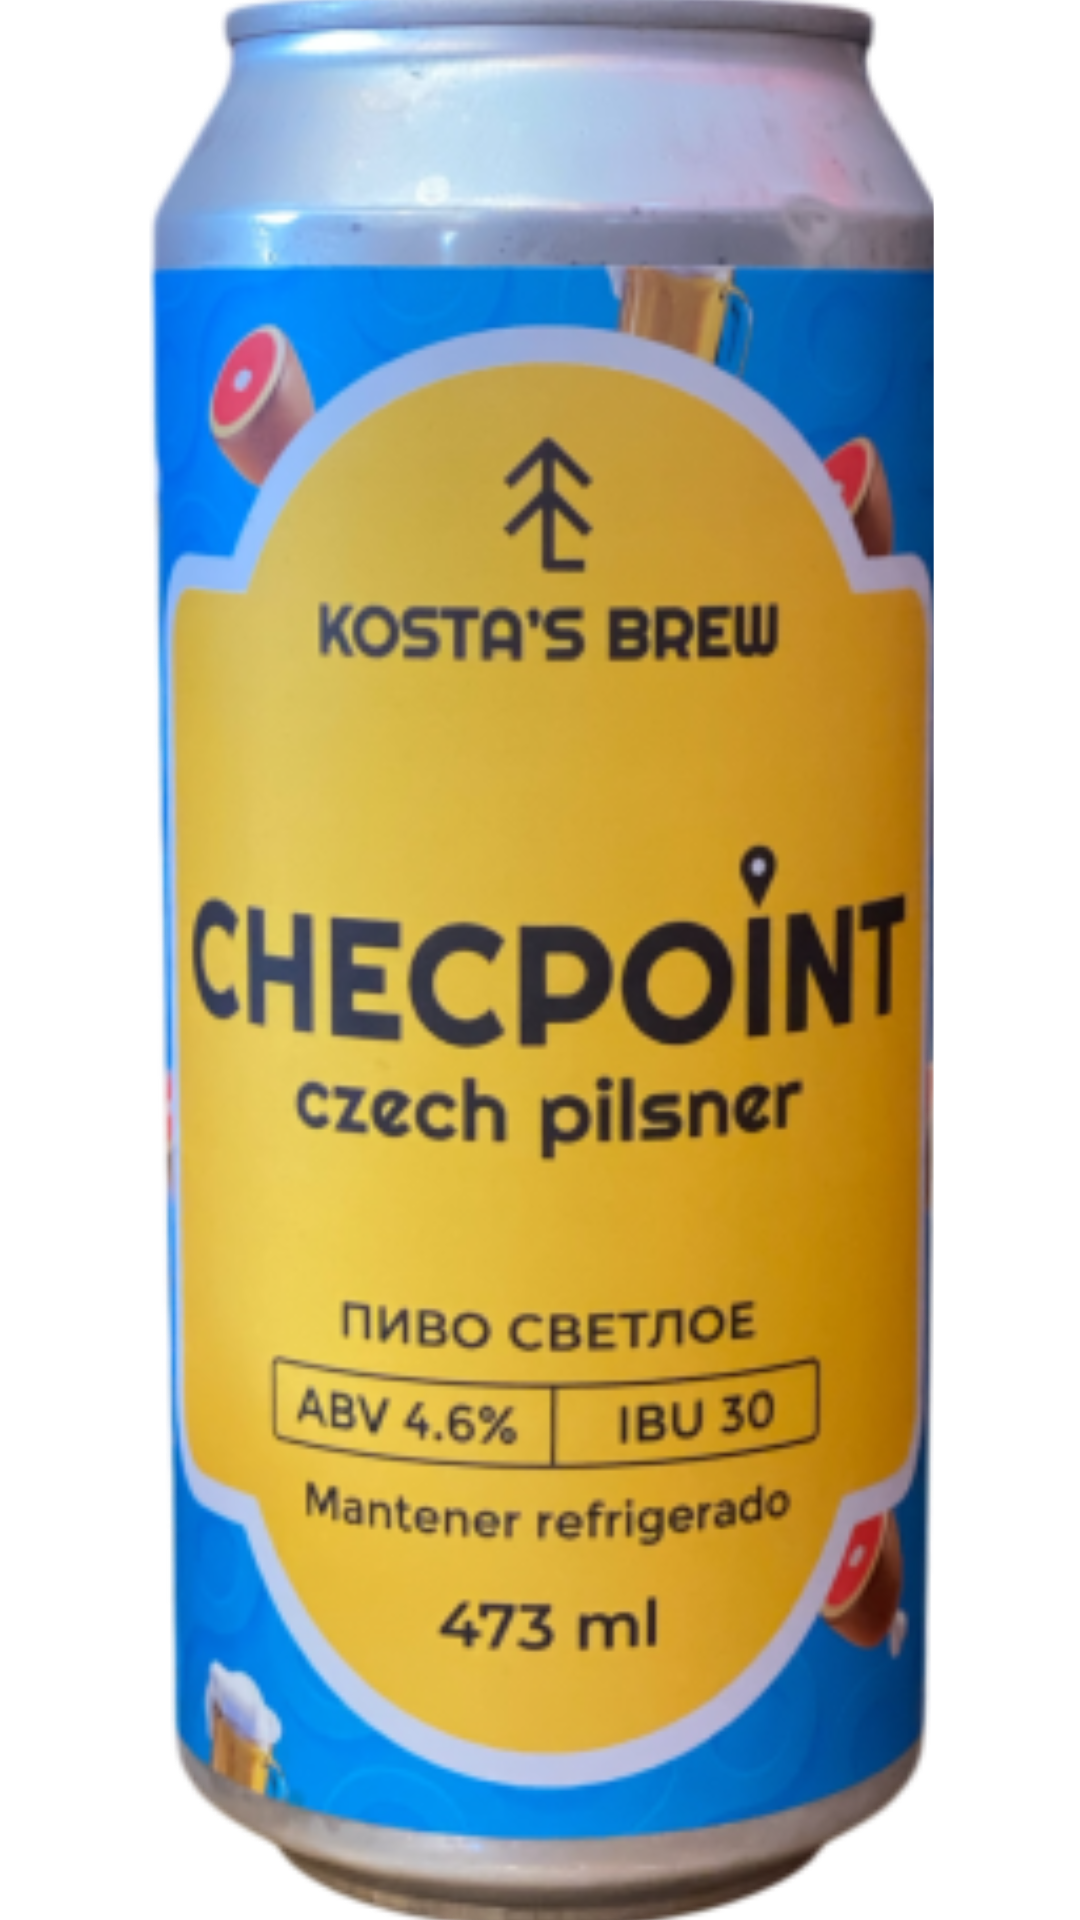 KOSTA'S BREW
CHECPOINT
czech pilsner
ПИВО СВЕТЛОЕ
ABV 4.6% IBU 30
Mantener refrigerado
473 ml